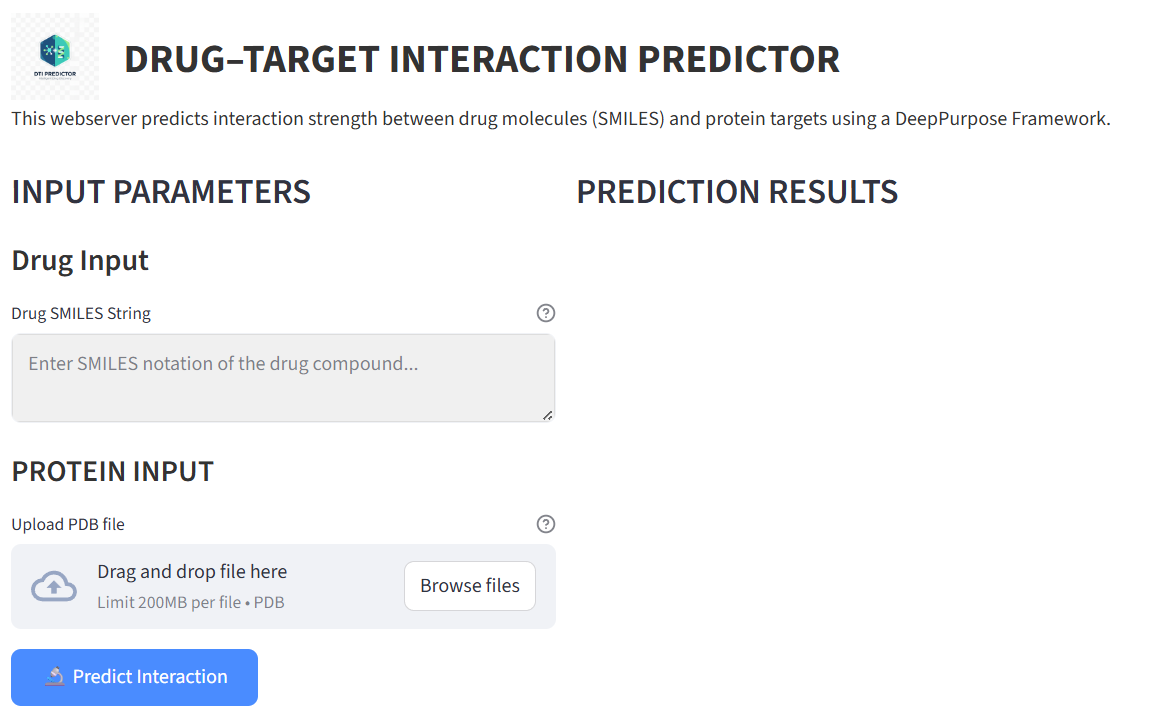 DTI PREDICTOR
DRUG–TARGET INTERACTION PREDICTOR
This webserver predicts interaction strength between drug molecules (SMILES) and protein targets using a DeepPurpose Framework.
INPUT PARAMETERS
Drug Input
Drug SMILES String
Enter SMILES notation of the drug compound...
PROTEIN INPUT
Upload PDB file
Drag and drop file here
Limit 200MB per file • PDB
Browse files
Predict Interaction
PREDICTION RESULTS